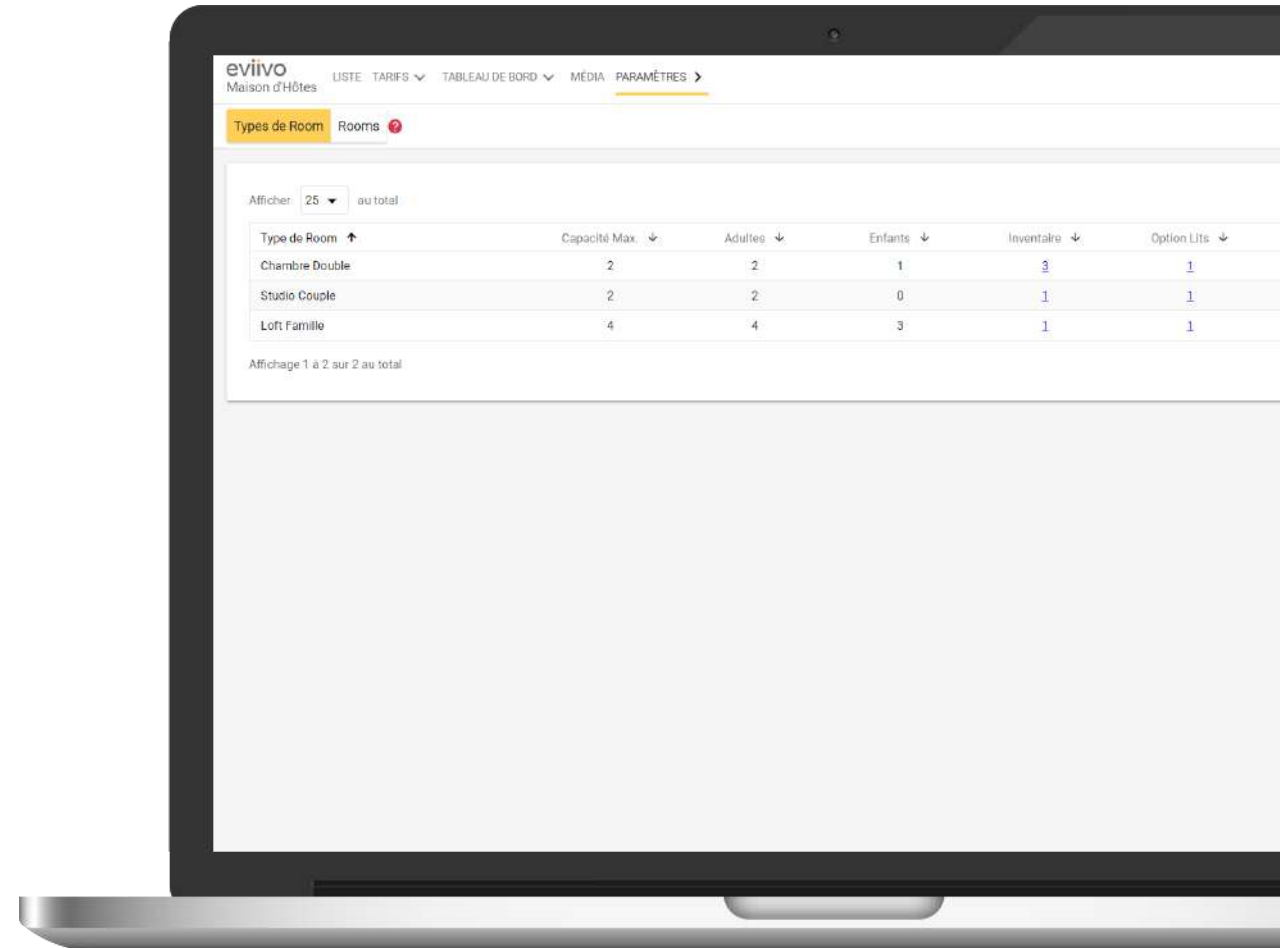 eviivo
Maison d'Hôtes
LISTE TARIFS TABLEAU DE BORD MÉDIA PARAMÈTRES
Types de Room Rooms ?
Afficher 25 au total
Type de Room Capacité Max. Adultes Enfants Inventaire Option Lits
Chambre Double 2 2 1 3 1
Studio Couple 2 2 0 1 1
Loft Famille 4 4 3 1 1
Affichage 1 à 2 sur 2 au total